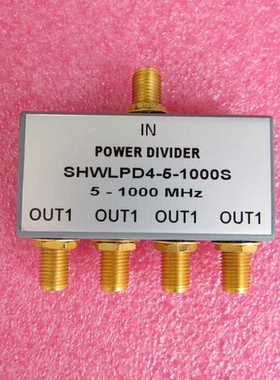 IN
POWER DIVIDER
SHWLPD4-5-1000S
5 - 1000 MHz
OUT1 OUT1 OUT1 OUT1